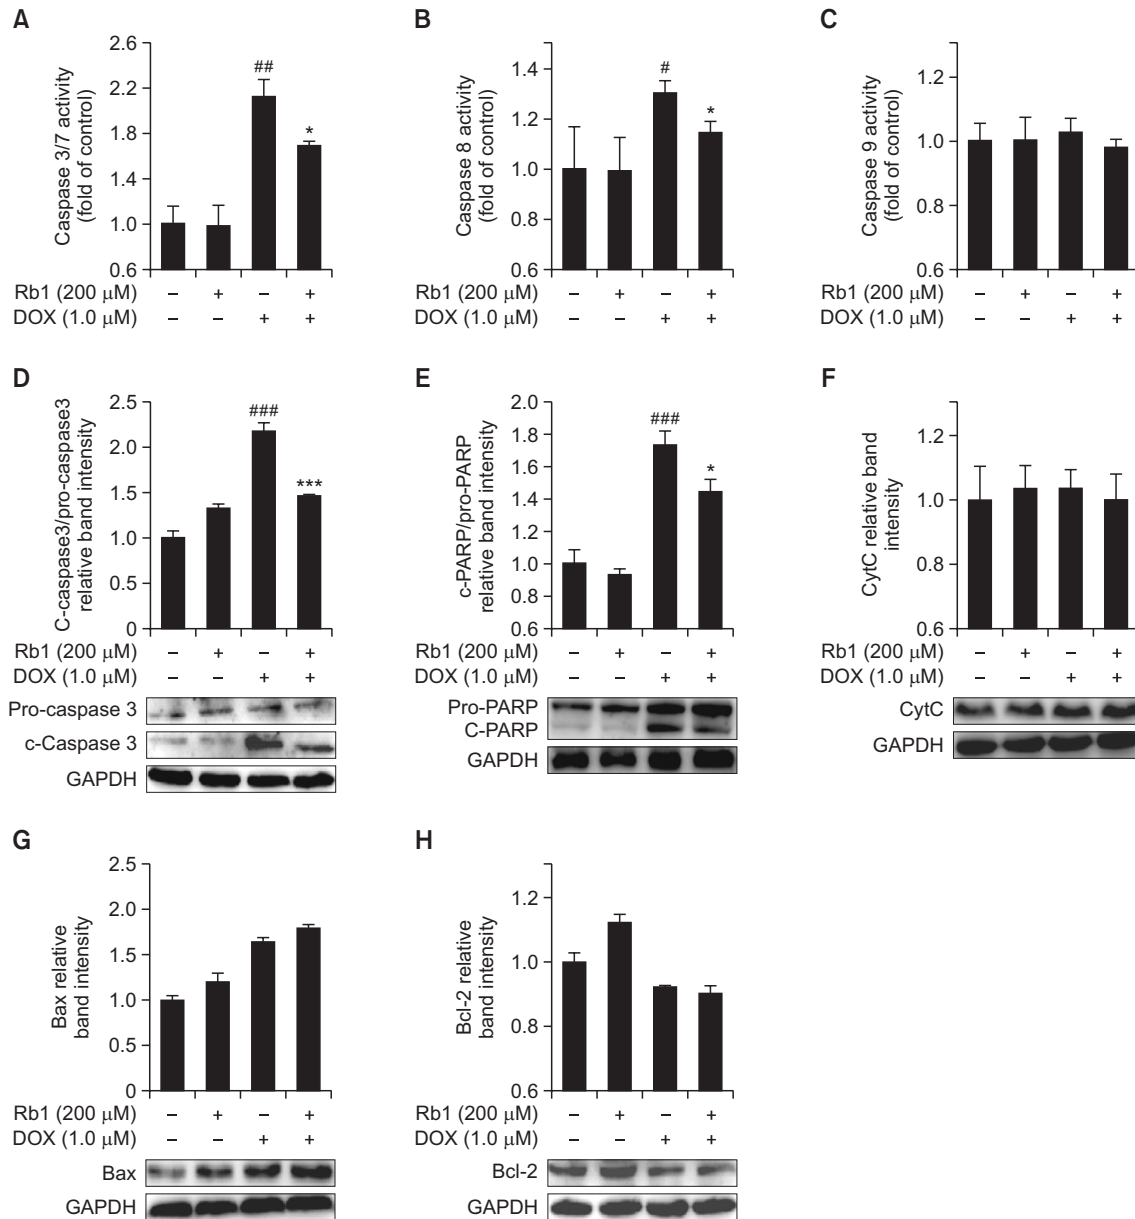 A
Caspase 3/7 activity
(fold of control)
2.6
2.2
1.8
1.4
1.0
0.6
##
*
Rb1 (200 μM) – + – +
DOX (1.0 μM) – – + +
B
Caspase 8 activity
(fold of control)
1.4
1.2
1.0
0.8
0.6
#
*
Rb1 (200 μM) – + – +
DOX (1.0 μM) – – + +
C
Caspase 9 activity
(fold of control)
1.2
1.0
0.8
0.6
Rb1 (200 μM) – + – +
DOX (1.0 μM) – – + +
D
C-caspase3/pro-caspase3
relative band intensity
2.5
2.0
1.5
1.0
0.5
0
###
***
Rb1 (200 μM) – + – +
DOX (1.0 μM) – – + +
Pro-caspase 3
c-Caspase 3
GAPDH
E
c-PARP/pro-PARP
relative band intensity
2.0
1.8
1.6
1.4
1.2
1.0
0.8
0.6
###
*
Rb1 (200 μM) – + – +
DOX (1.0 μM) – – + +
Pro-PARP
C-PARP
GAPDH
F
CytC relative band
intensity
1.2
1.0
0.8
0.6
Rb1 (200 μM) – + – +
DOX (1.0 μM) – – + +
CytC
GAPDH
G
Bax relative
band intensity
2.5
2.0
1.5
1.0
0.5
0
Rb1 (200 μM) – + – +
DOX (1.0 μM) – – + +
Bax
GAPDH
H
Bcl-2 relative
band intensity
1.2
1.0
0.8
0.6
Rb1 (200 μM) – + – +
DOX (1.0 μM) – – + +
Bcl-2
GAPDH